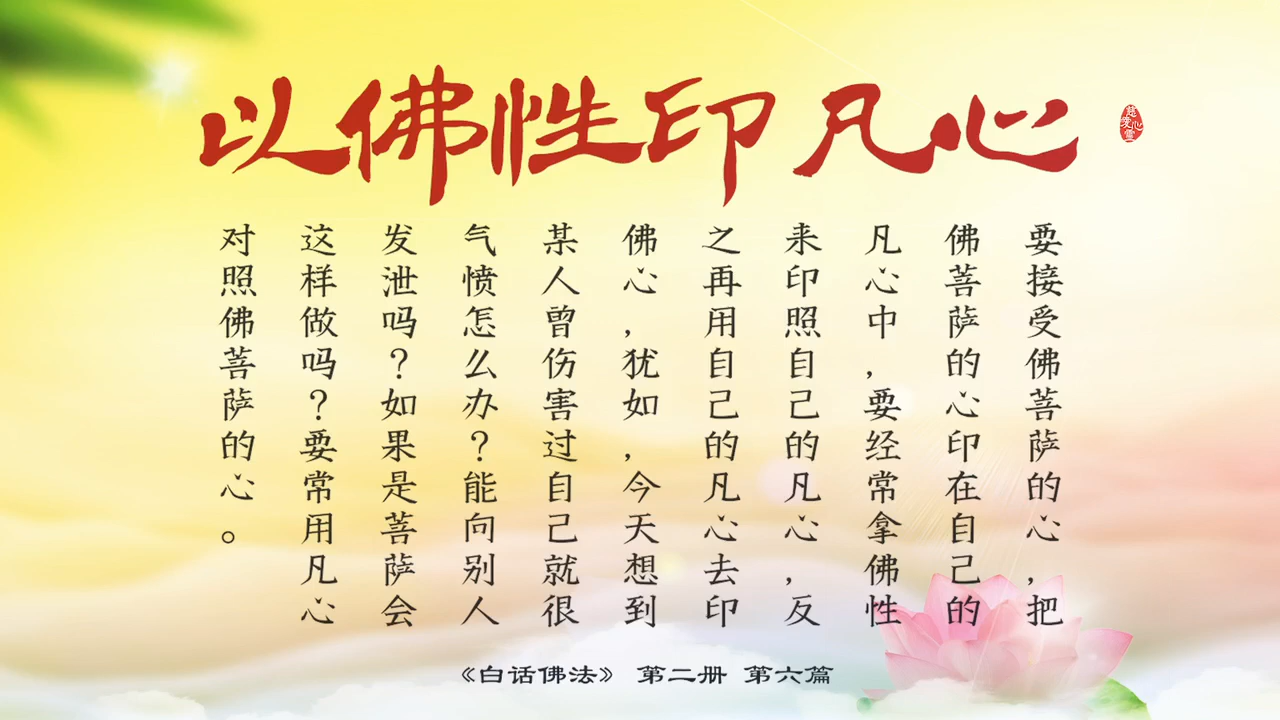 以佛性印凡心
慈爱心灵
要接受佛菩萨的心，把
佛菩萨的心印在自己的
凡心中，要经常拿佛性
来印照自己的凡心，反
之再用自己的凡心去印
佛心，犹如，今天想到
某人曾伤害过自己就很
气愤怎么办？能向别人
发泄吗？如果是菩萨会
这样做吗？要常用凡心
对照佛菩萨的心。
《白话佛法》 第二册 第六篇